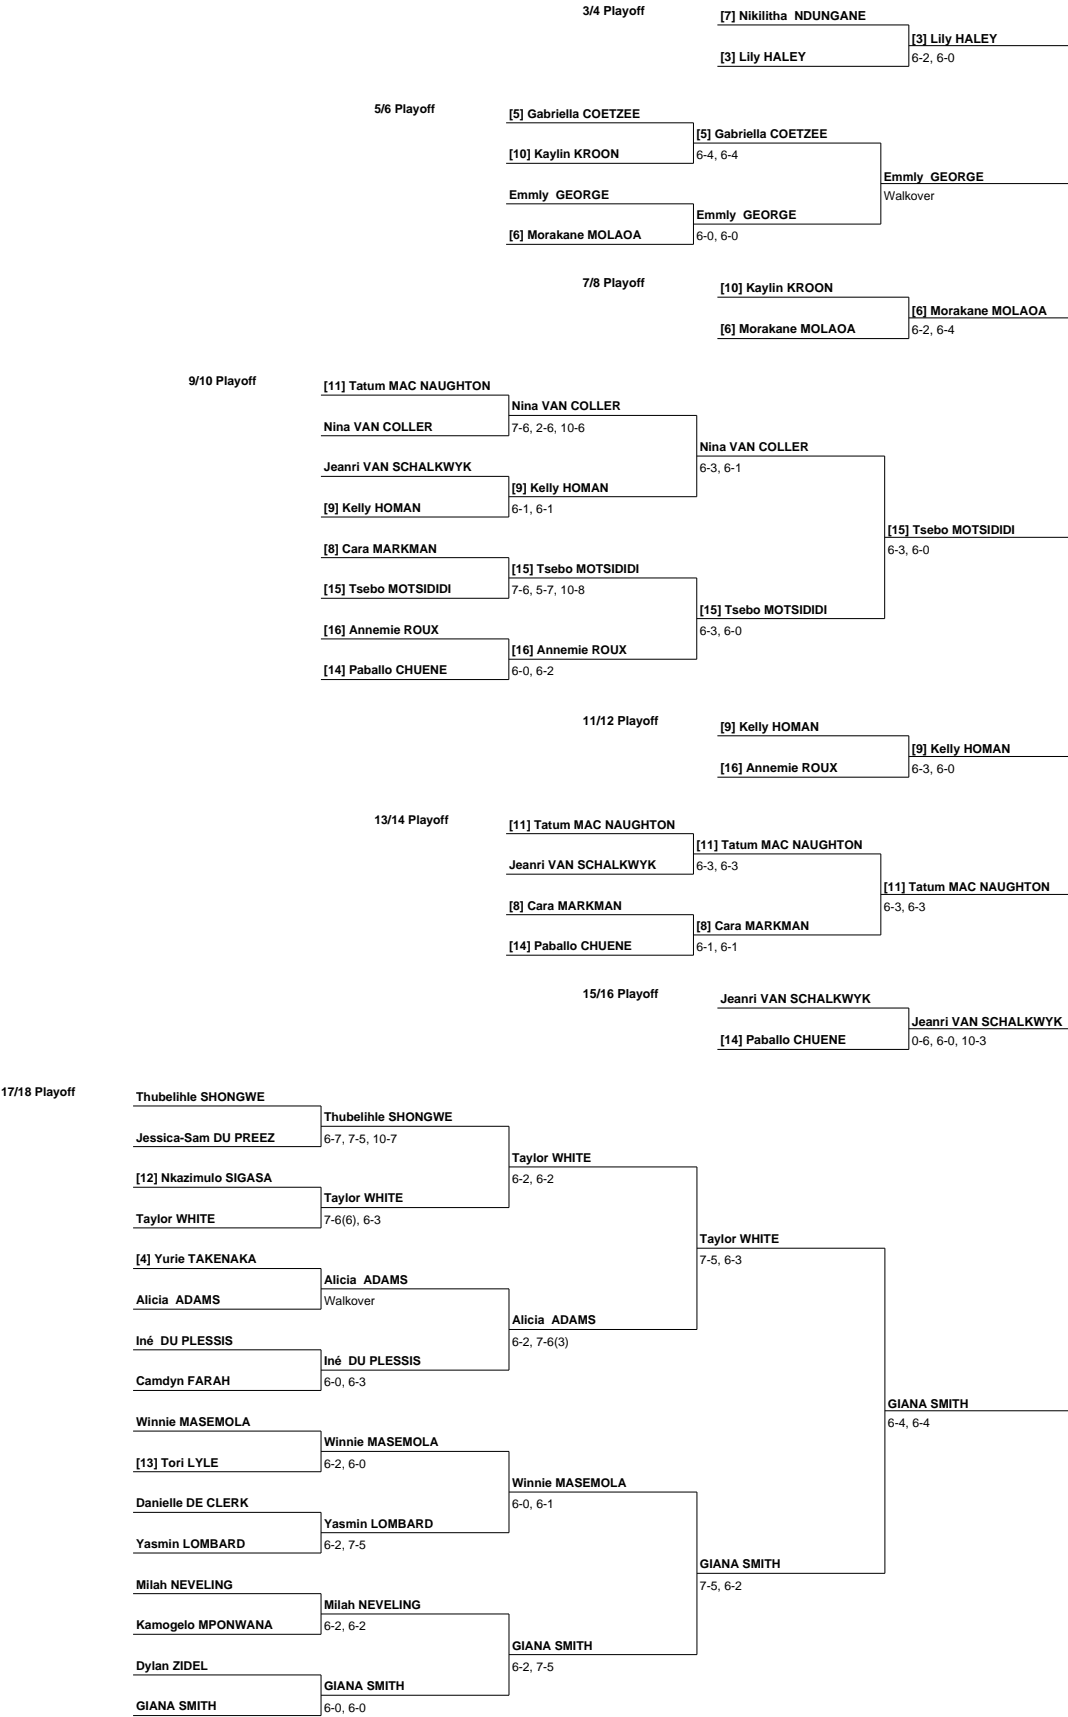 3/4 Playoff
[7] Nikilitha  NDUNGANE
[3] Lily HALEY
[3] Lily HALEY
6-2, 6-0
5/6 Playoff
[5] Gabriella COETZEE
[5] Gabriella COETZEE
[10] Kaylin KROON
6-4, 6-4
Emmly  GEORGE
Walkover
Emmly  GEORGE
Emmly  GEORGE
[6] Morakane MOLAOA
6-0, 6-0
7/8 Playoff
[10] Kaylin KROON
[6] Morakane MOLAOA
[6] Morakane MOLAOA
6-2, 6-4
9/10 Playoff
[11] Tatum MAC NAUGHTON
Nina VAN COLLER
Nina VAN COLLER
7-6, 2-6, 10-6
Nina VAN COLLER
6-3, 6-1
Jeanri VAN SCHALKWYK
[9] Kelly HOMAN
[9] Kelly HOMAN
6-1, 6-1
[15] Tsebo MOTSIDIDI
6-3, 6-0
[8] Cara MARKMAN
[15] Tsebo MOTSIDIDI
[15] Tsebo MOTSIDIDI
7-6, 5-7, 10-8
[15] Tsebo MOTSIDIDI
6-3, 6-0
[16] Annemie ROUX
[16] Annemie ROUX
[14] Paballo CHUENE
6-0, 6-2
11/12 Playoff
[9] Kelly HOMAN
[9] Kelly HOMAN
[16] Annemie ROUX
6-3, 6-0
13/14 Playoff
[11] Tatum MAC NAUGHTON
[11] Tatum MAC NAUGHTON
Jeanri VAN SCHALKWYK
6-3, 6-3
[11] Tatum MAC NAUGHTON
6-3, 6-3
[8] Cara MARKMAN
[8] Cara MARKMAN
[14] Paballo CHUENE
6-1, 6-1
15/16 Playoff
Jeanri VAN SCHALKWYK
Jeanri VAN SCHALKWYK
[14] Paballo CHUENE
0-6, 6-0, 10-3
17/18 Playoff
Thubelihle SHONGWE
Thubelihle SHONGWE
Jessica-Sam DU PREEZ
6-7, 7-5, 10-7
Taylor WHITE
6-2, 6-2
[12] Nkazimulo SIGASA
Taylor WHITE
Taylor WHITE
7-6(6), 6-3
Taylor WHITE
7-5, 6-3
[4] Yurie TAKENAKA
Alicia  ADAMS
Alicia  ADAMS
Walkover
Alicia  ADAMS
6-2, 7-6(3)
Iné  DU PLESSIS
Iné  DU PLESSIS
Camdyn FARAH
6-0, 6-3
GIANA SMITH
6-4, 6-4
Winnie MASEMOLA
Winnie MASEMOLA
[13] Tori LYLE
6-2, 6-0
Winnie MASEMOLA
6-0, 6-1
Danielle DE CLERK
Yasmin LOMBARD
Yasmin LOMBARD
6-2, 7-5
GIANA SMITH
7-5, 6-2
Milah NEVELING
Milah NEVELING
Kamogelo MPONWANA
6-2, 6-2
GIANA SMITH
6-2, 7-5
Dylan ZIDEL
GIANA SMITH
GIANA SMITH
6-0, 6-0